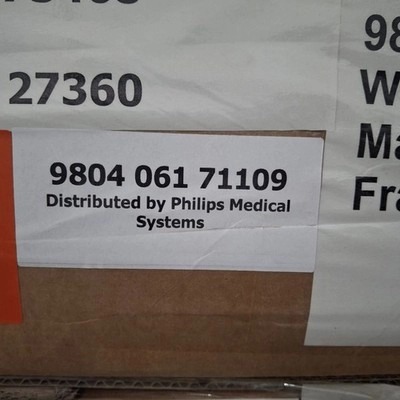 27360
9804 061 71109
Distributed by Philips Medical
Systems
98
W
Ma
Fra